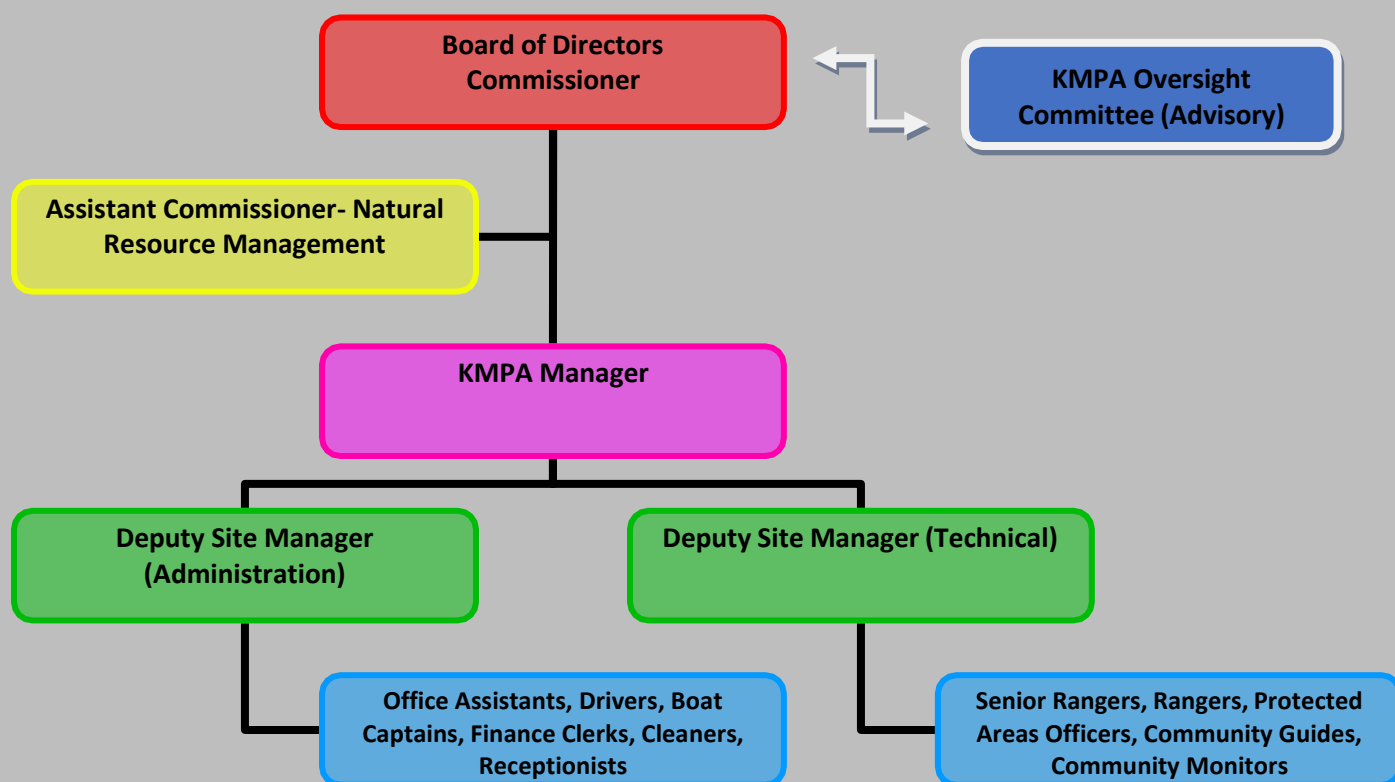 Board of Directors
Commissioner
KMPA Oversight
Committee (Advisory)
Assistant Commissioner- Natural
Resource Management
KMPA Manager
Deputy Site Manager
(Administration)
Deputy Site Manager (Technical)
Office Assistants, Drivers, Boat
Captains, Finance Clerks, Cleaners,
Receptionists
Senior Rangers, Rangers, Protected
Areas Officers, Community Guides,
Community Monitors